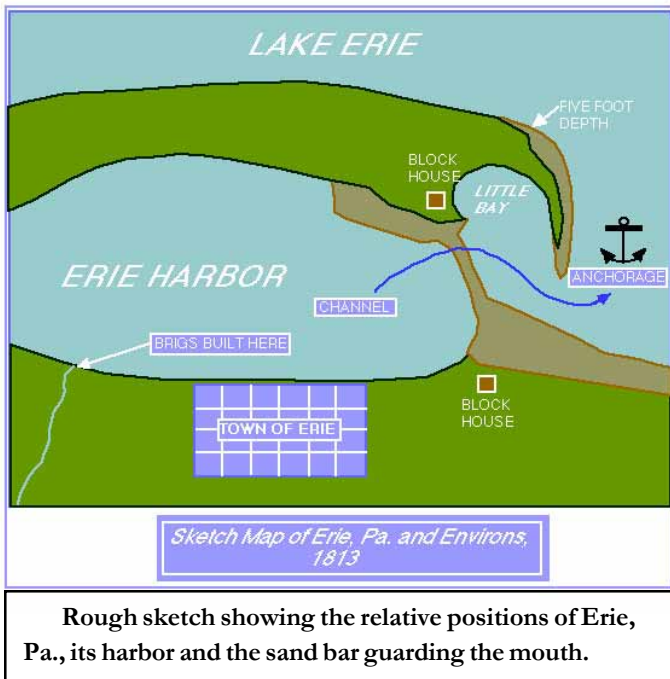 LAKE ERIE
FIVE FOOT
DEPTH
BLOCK
HOUSE
LITTLE
BAY
ERIE HARBOR
ANCHORAGE
CHANNEL
BRIGS BUILT HERE
TOWN OF ERIE
BLOCK
HOUSE
Sketch Map of Erie, Pa. and Environs,
1813
Rough sketch showing the relative positions of Erie,
Pa., its harbor and the sand bar guarding the mouth.